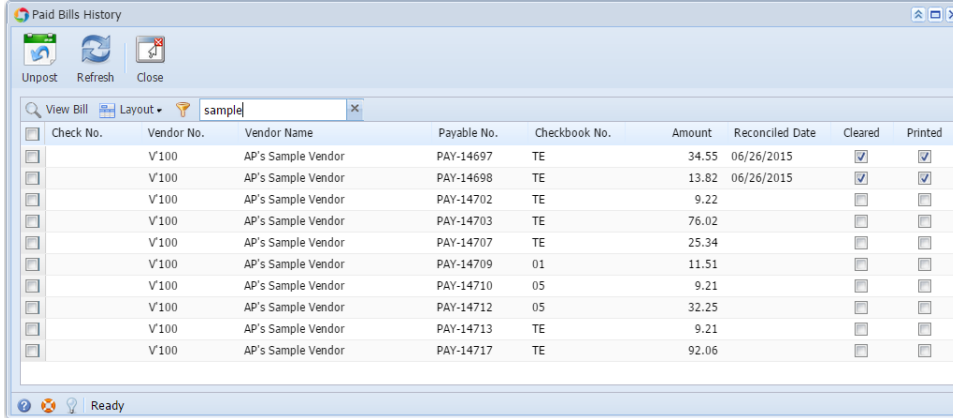 Paid Bills History
Unpost Refresh Close
View Bill Layout sample
Check No. Vendor No. Vendor Name Payable No. Checkbook No. Amount Reconciled Date Cleared Printed
V'100 AP's Sample Vendor PAY-14697 TE 34.55 06/26/2015
V'100 AP's Sample Vendor PAY-14698 TE 13.82 06/26/2015
V'100 AP's Sample Vendor PAY-14702 TE 9.22
V'100 AP's Sample Vendor PAY-14703 TE 76.02
V'100 AP's Sample Vendor PAY-14707 TE 25.34
V'100 AP's Sample Vendor PAY-14709 01 11.51
V'100 AP's Sample Vendor PAY-14710 05 9.21
V'100 AP's Sample Vendor PAY-14712 05 32.25
V'100 AP's Sample Vendor PAY-14713 TE 9.21
V'100 AP's Sample Vendor PAY-14717 TE 92.06
Ready